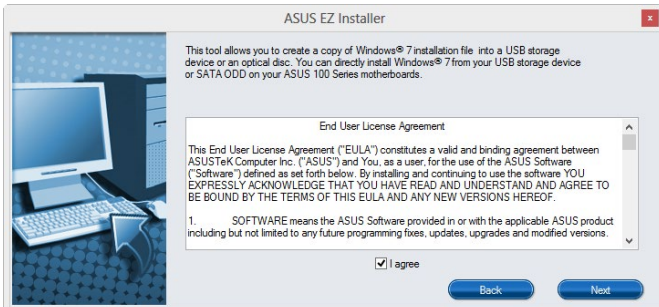 ASUS EZ Installer
x
This tool allows you to create a copy of Windows® 7 installation file into a USB storage
device or an optical disc. You can directly install Windows® 7 from your USB storage device
or SATA ODD on your ASUS 100 Series motherboards.
End User License Agreement
This End User License Agreement ("EULA") constitutes a valid and binding agreement between
ASUSTeK Computer Inc. ("ASUS") and You, as a user, for the use of the ASUS Software
("Software") defined as set forth below. By installing and continuing to use the software YOU
EXPRESSLY ACKNOWLEDGE THAT YOU HAVE READ AND UNDERSTAND AND AGREE TO
BE BOUND BY THE TERMS OF THIS EULA AND ANY NEW VERSIONS HEREOF.
1. SOFTWARE means the ASUS Software provided in or with the applicable ASUS product
including but not limited to any future programming fixes, updates, upgrades and modified versions.
I agree
Back Next